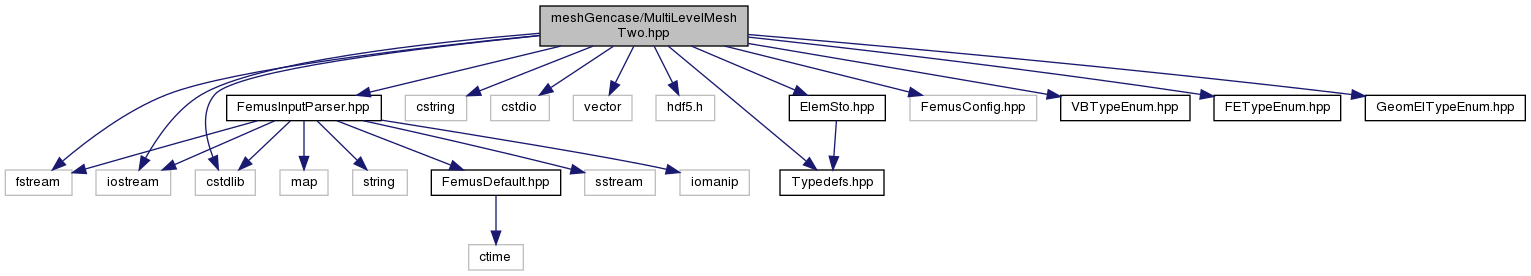 meshGencase/MultiLevelMesh
Two.hpp
FemusInputParser.hpp
cstring
cstdio
vector
hdf5.h
ElemSto.hpp
FemusConfig.hpp
VBTypeEnum.hpp
FETypeEnum.hpp
GeomElTypeEnum.hpp
fstream
iostream
cstdlib
map
string
FemusDefault.hpp
sstream
iomanip
Typedefs.hpp
ctime